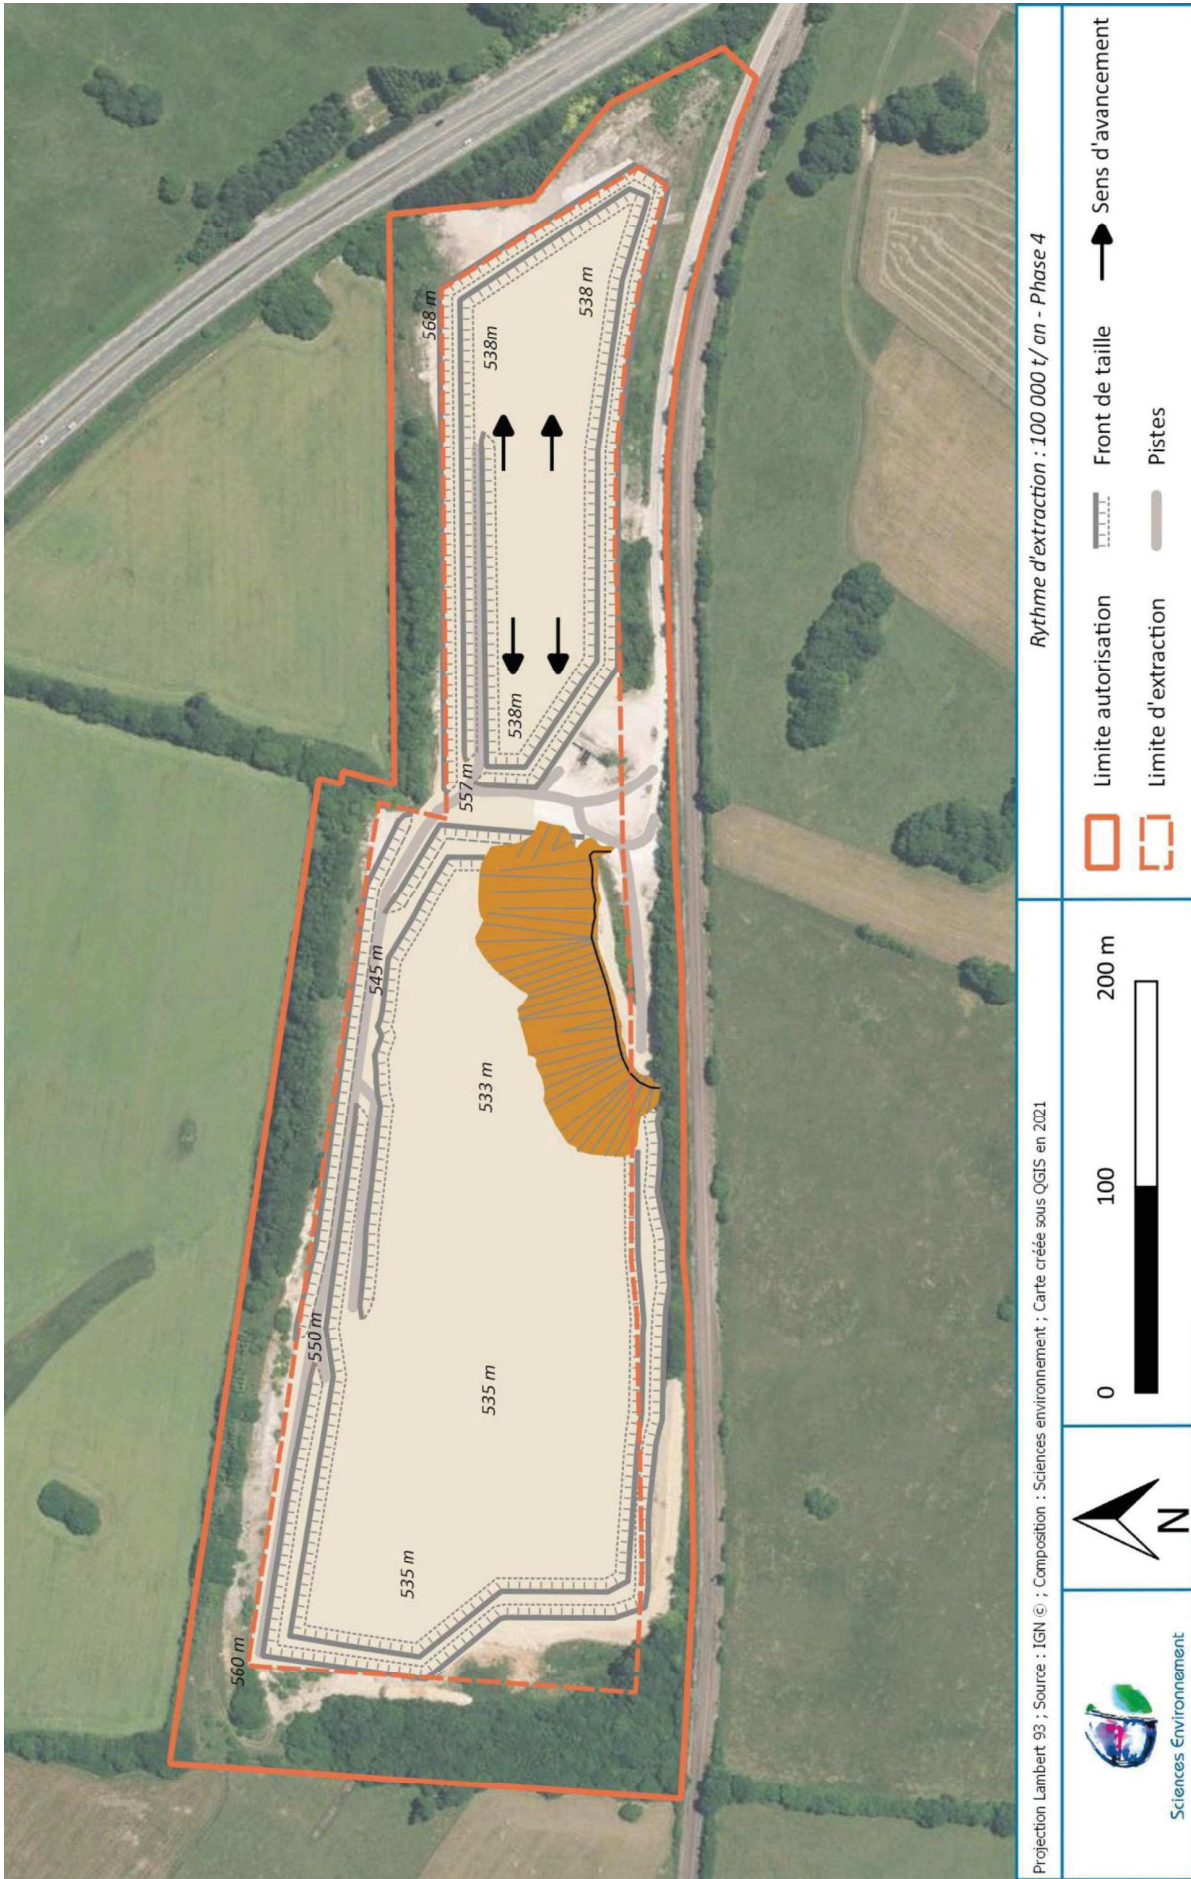 560 m
550 m
545 m
557 m
568 m
535 m
535 m
533 m
538m
538m
538 m
Projection Lambert 93 ; Source : IGN © ; Composition : Sciences environnement ; Carte créée sous QGIS en 2021
Rythme d'extraction : 100 000 t/ an - Phase 4
Sciences Environnement
N
0 100 200 m
Limite autorisation
Front de taille
Sens d'avancement
Limite d'extraction
Pistes